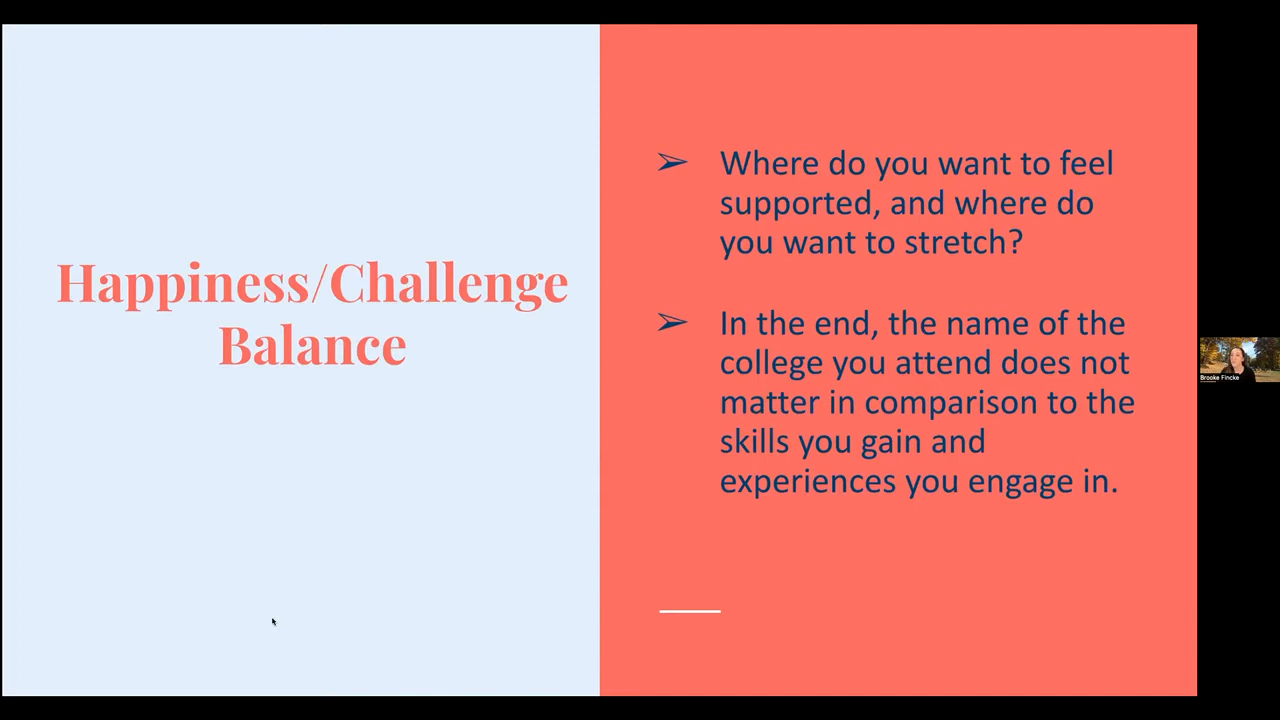 Happiness/Challenge
Balance
➢ Where do you want to feel
supported, and where do
you want to stretch?
➢ In the end, the name of the
college you attend does not
matter in comparison to the
skills you gain and
experiences you engage in.
Brooke Fincke